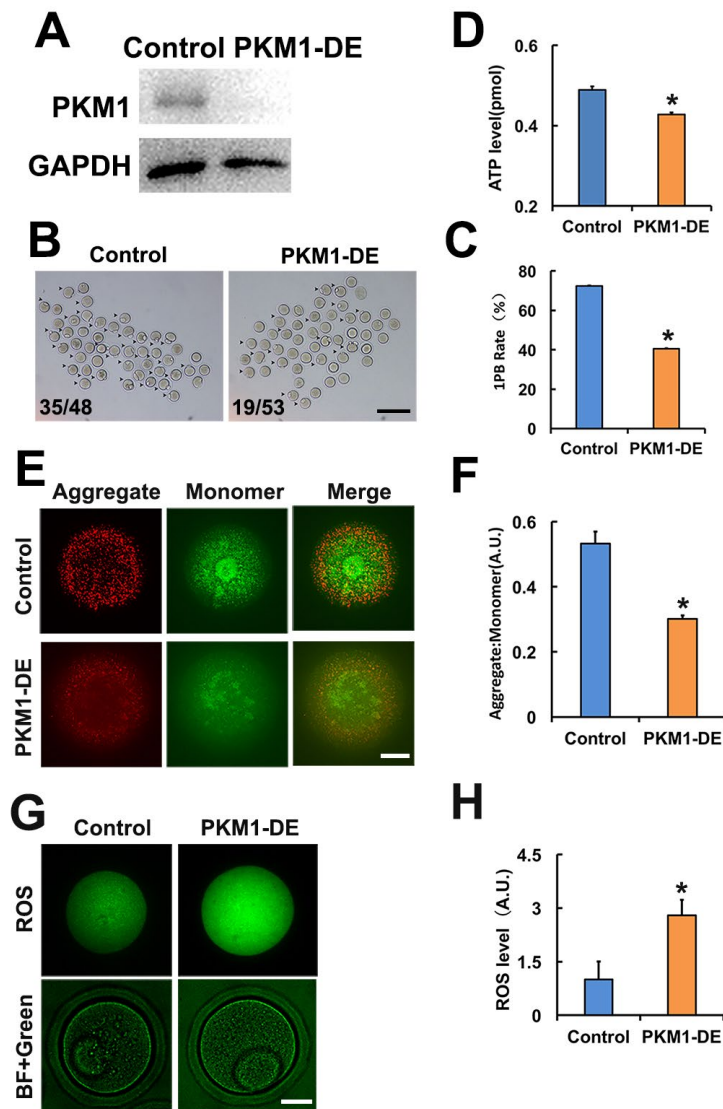 A
Control PKM1-DE
PKM1
GAPDH
B
Control PKM1-DE
35/48 19/53
D
ATP level(pmol)
0.6
0.4
0.2
Control PKM1-DE
*
C
1PB Rate （%）
80
60
40
20
0
Control PKM1-DE
*
E
Aggregate Monomer Merge
Control
PKM1-DE
F
Aggregate:Monomer(A.U.)
0.6
0.4
0.2
0
Control PKM1-DE
*
G
Control PKM1-DE
ROS
BF+Green
H
ROS level （A.U.）
4.5
3
1.5
0
Control PKM1-DE
*